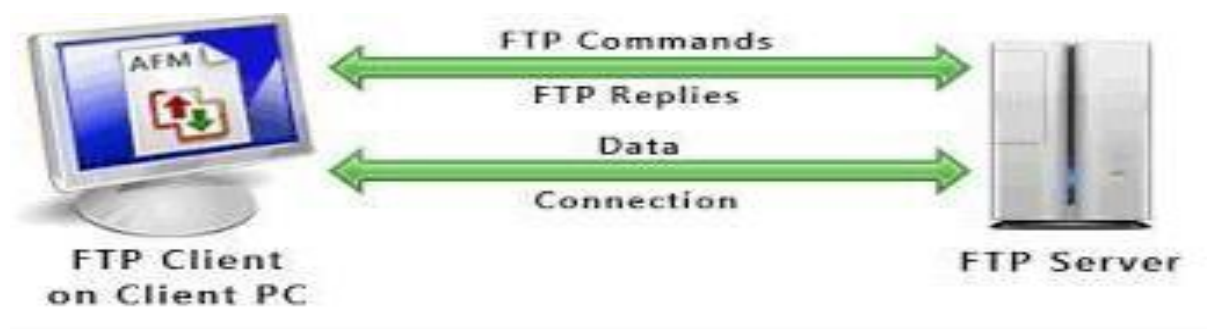 AFM
FTP Commands
FTP Replies
Data
Connection
FTP Client
on Client PC
FTP Server